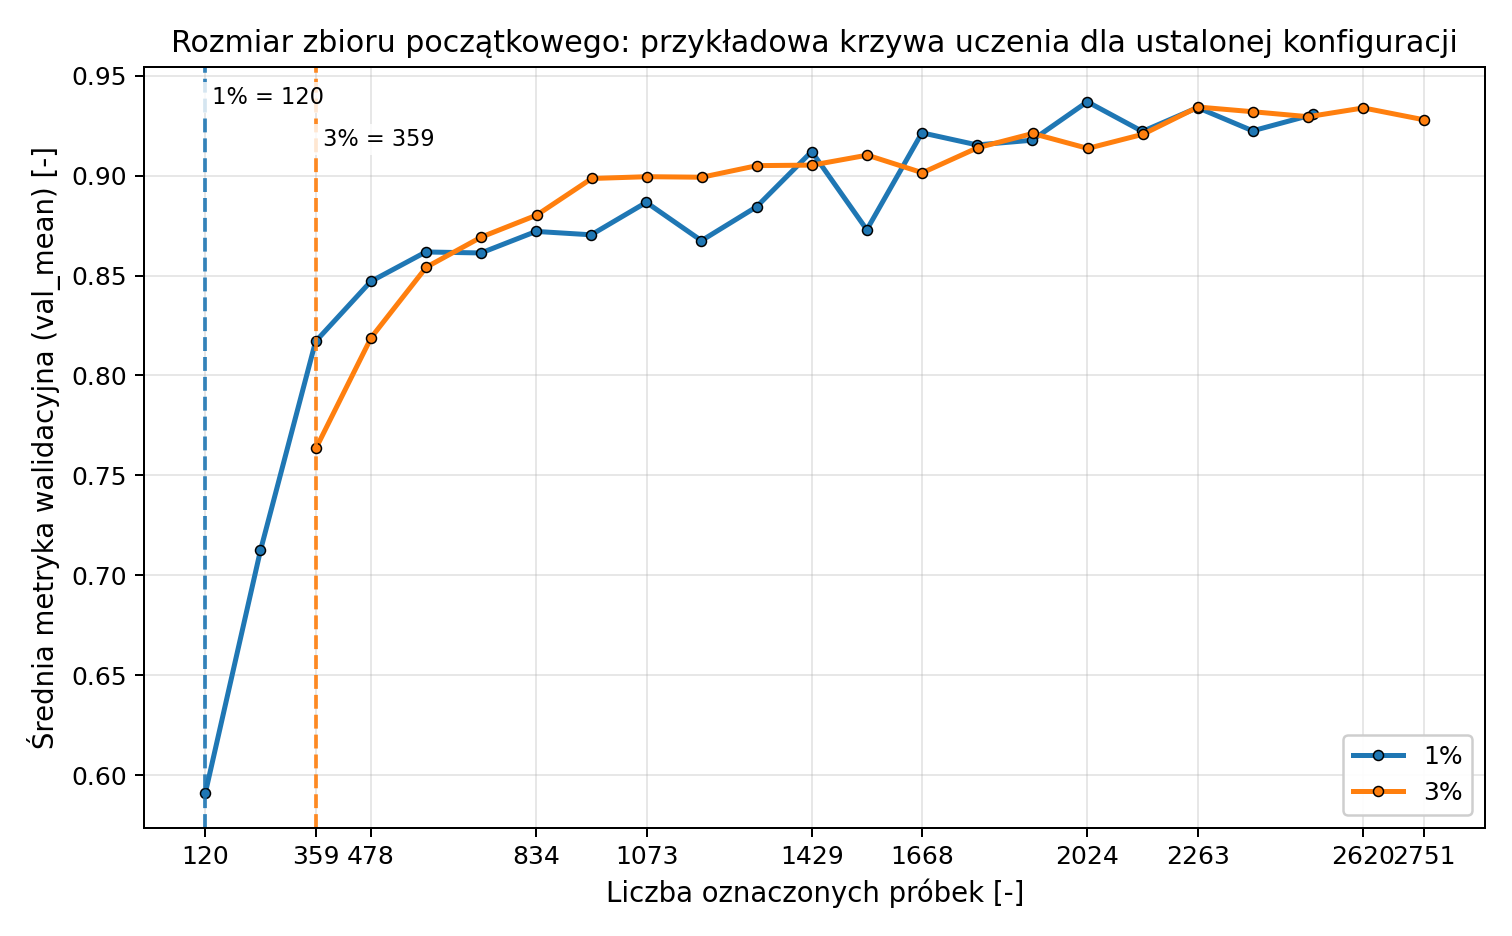 Rozmiar zbioru początkowego: przykładowa krzywa uczenia dla ustalonej konfiguracji
Średnia metryka walidacyjna (val_mean) [-]
0.95
0.90
0.85
0.80
0.75
0.70
0.65
0.60
1% = 120
3% = 359
1%
3%
120 359 478 834 1073 1429 1668 2024 2263 2620 2751
Liczba oznaczonych próbek [-]